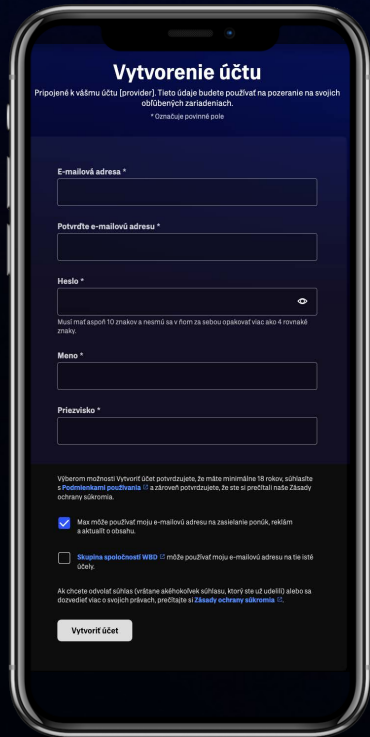 Vytvorenie účtu
Pripojené k vášmu účtu [provider]. Tieto údaje budete používať na pozeranie na svojich
obľúbených zariadeniach.
* Označuje povinné pole
E-mailová adresa *
Potvrďte e-mailovú adresu *
Heslo *
Musí mať aspoň 10 znakov a nesmú sa v ňom za sebou opakovať viac ako 4 rovnaké
znaky.
Meno *
Priezvisko *
Výberom možnosti Vytvoriť účet potvrdzujete, že máte minimálne 18 rokov, súhlasíte
s Podmienkami používania a zároveň potvrdzujete, že ste si prečítali naše Zásady
ochrany súkromia.
Max môže používať moju e-mailovú adresu na zasielanie ponúk, reklám
a aktualít o obsahu.
Skupina spoločností WBD môže používať moju e-mailovú adresu na tie isté
účely.
Ak chcete odvolať súhlas (vrátane akéhokoľvek súhlasu, ktorý ste už udelili) alebo sa
dozvedieť viac o svojich právach, prečítajte si Zásady ochrany súkromia.
Vytvoriť účet